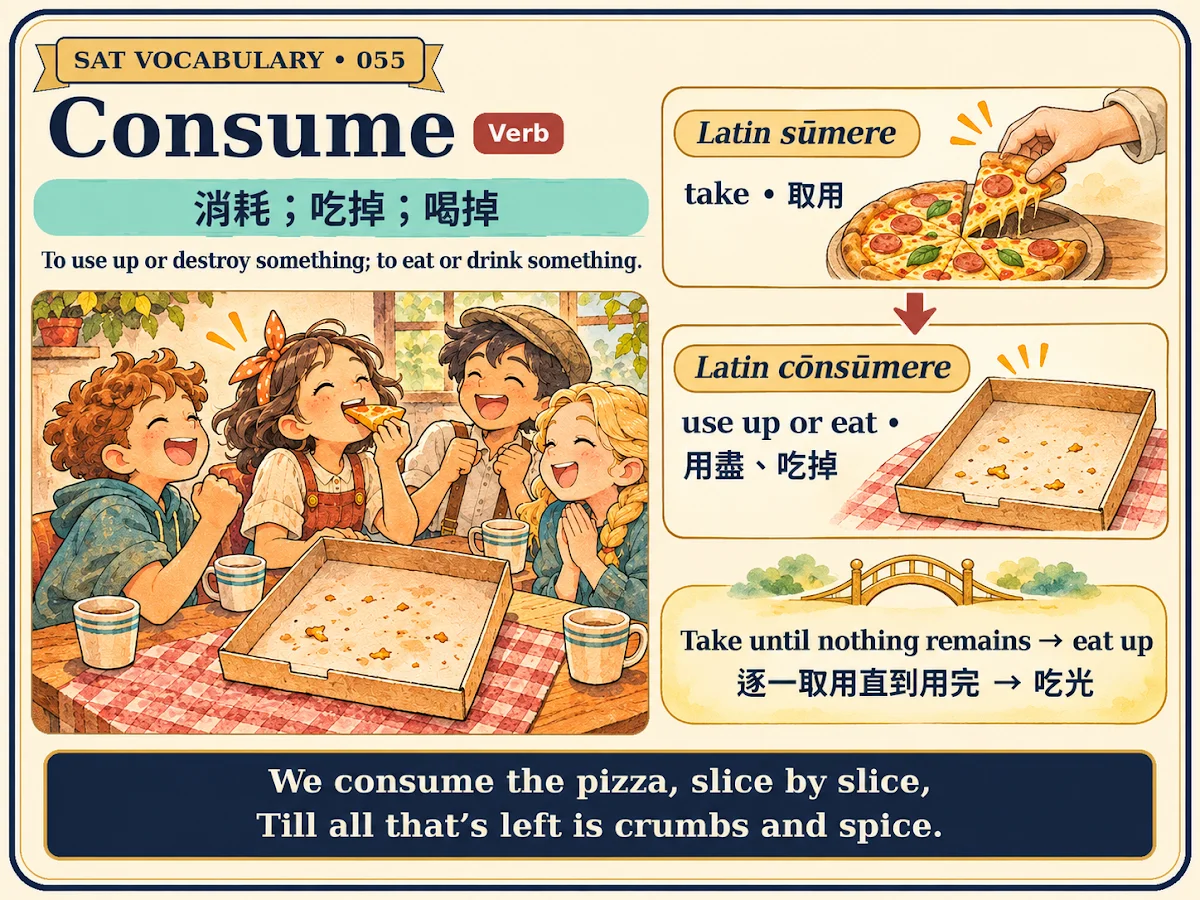 SAT VOCABULARY • 055
Consume
Verb
消耗；吃掉；喝掉
To use up or destroy something; to eat or drink something.
Latin sūmere
take • 取用
Latin cōnsūmere
use up or eat •
用盡、吃掉
Take until nothing remains → eat up
逐一取用直到用完 → 吃光
We consume the pizza, slice by slice,
Till all that’s left is crumbs and spice.